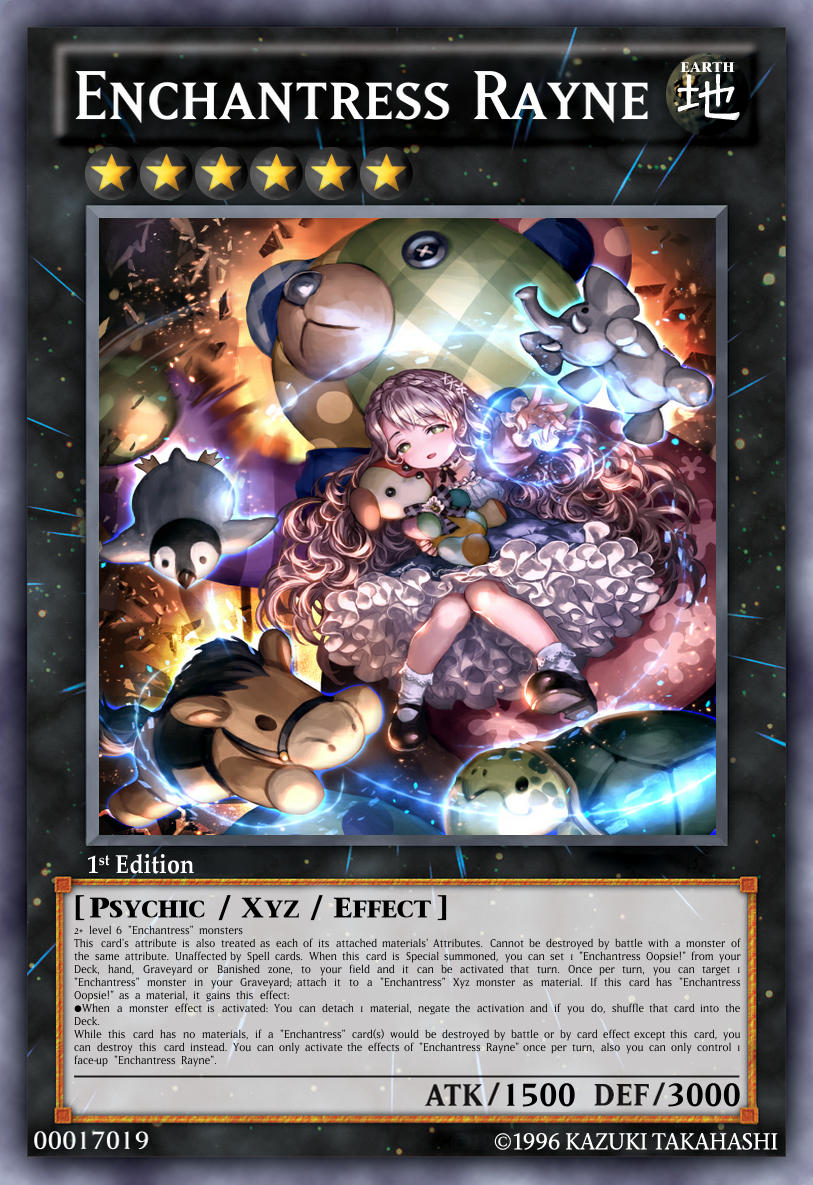 Enchantress Rayne
EARTH
地
1st Edition
[ Psychic / Xyz / Effect ]
2+ level 6 "Enchantress" monsters
This card's attribute is also treated as each of its attached materials' Attributes. Cannot be destroyed by battle with a monster of
the same attribute. Unaffected by Spell cards. When this card is Special summoned, you can set 1 "Enchantress Oopsie!" from your
Deck, hand, Graveyard or Banished zone, to your field and it can be activated that turn. Once per turn, you can target 1
"Enchantress" monster in your Graveyard; attach it to a "Enchantress" Xyz monster as material. If this card has "Enchantress
Oopsie!" as a material, it gains this effect:
●When a monster effect is activated: You can detach 1 material, negate the activation and if you do, shuffle that card into the
Deck.
While this card has no materials, if a "Enchantress" card(s) would be destroyed by battle or by card effect except this card, you
can destroy this card instead. You can only activate the effects of "Enchantress Rayne" once per turn, also you can only control 1
face-up "Enchantress Rayne".
ATK/1500 DEF/3000
00017019
©1996 KAZUKI TAKAHASHI